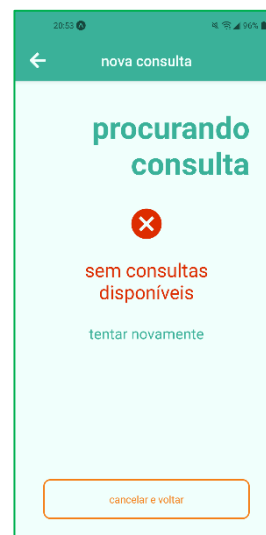 20:53
96%
nova consulta
procurando
consulta
sem consultas
disponíveis
tentar novamente
cancelar e voltar